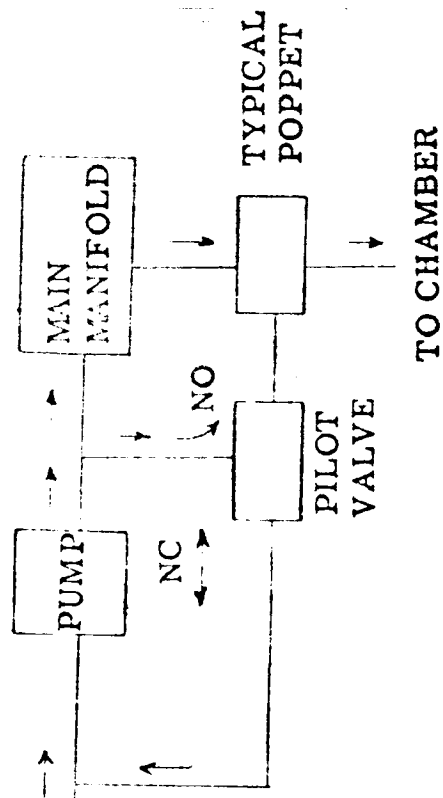 PUMP
MAIN
MANIFOLD
NC
NO
PILOT
VALVE
TYPICAL
POPPET
TO CHAMBER